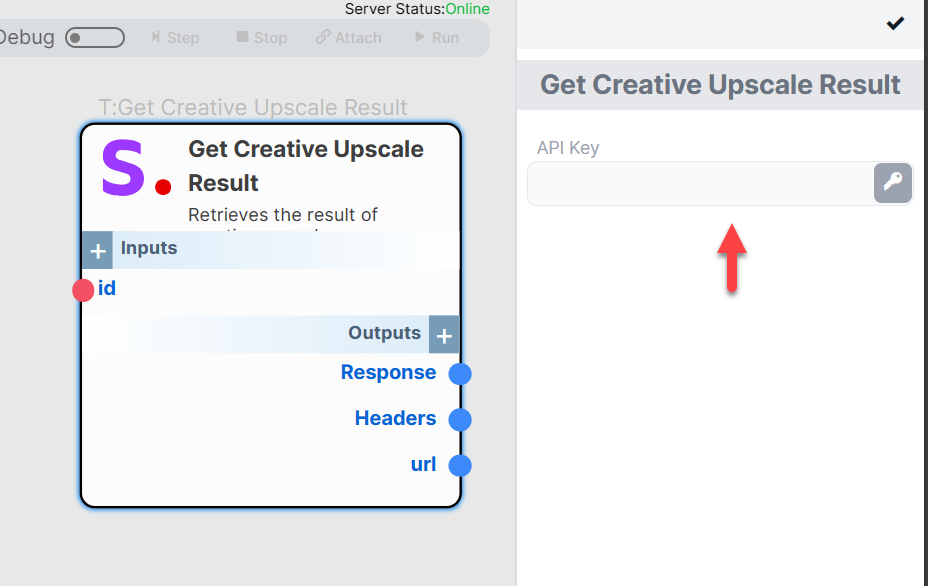 Server Status:Online
Debug
Step
Stop
Attach
Run
Get Creative Upscale Result
API Key
T:Get Creative Upscale Result
S.
Get Creative Upscale
Result
Retrieves the result of
Inputs
id
Outputs
Response
Headers
url